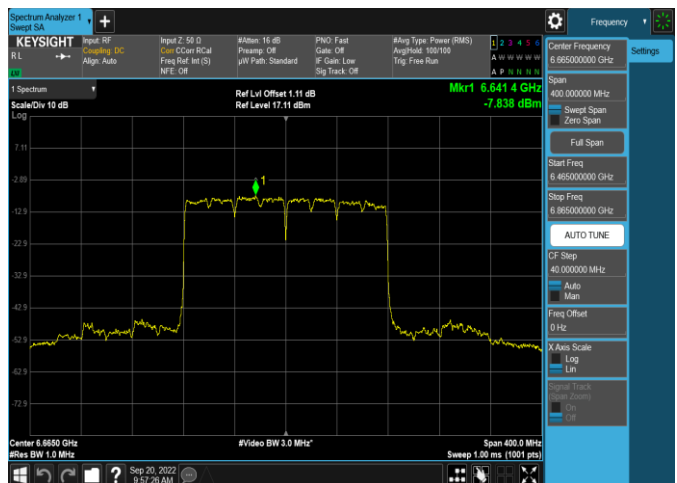 Spectrum Analyzer 1
Swept SA
+
Frequency
KEYSIGHT
RL
LV
Input: RF
Coupling: DC
Align: Auto
Input Z: 50 Ω
Corr CCorr RCal
Freq Ref: Int (S)
NFE: Off
#Atten: 16 dB
Preamp: Off
µW Path: Standard
PNO: Fast
Gate: Off
IF Gain: Low
Sig Track: Off
#Avg Type: Power (RMS)
Avg|Hold: 100/100
Trig: Free Run
1 2 3 4 5 6
A W W W W W
A P N N N N
Center Frequency
6.665000000 GHz
Settings
Span
400.000000 MHz
Swept Span
Zero Span
Full Span
Start Freq
6.465000000 GHz
Stop Freq
6.865000000 GHz
AUTO TUNE
CF Step
40.000000 MHz
Auto
Man
Freq Offset
0 Hz
X Axis Scale
Log
Lin
Signal Track
(Span Zoom)
On
Off
1 Spectrum
Scale/Div 10 dB
Log
Ref Lvl Offset 1.11 dB
Ref Level 17.11 dBm
Mkr1 6.641 4 GHz
-7.838 dBm
7.11
-2.89
-12.9
-22.9
-32.9
-42.9
-52.9
-62.9
-72.9
1
Center 6.6650 GHz
#Res BW 1.0 MHz
#Video BW 3.0 MHz*
Span 400.0 MHz
Sweep 1.00 ms (1001 pts)
?
Sep 20, 2022
9:57:26 AM